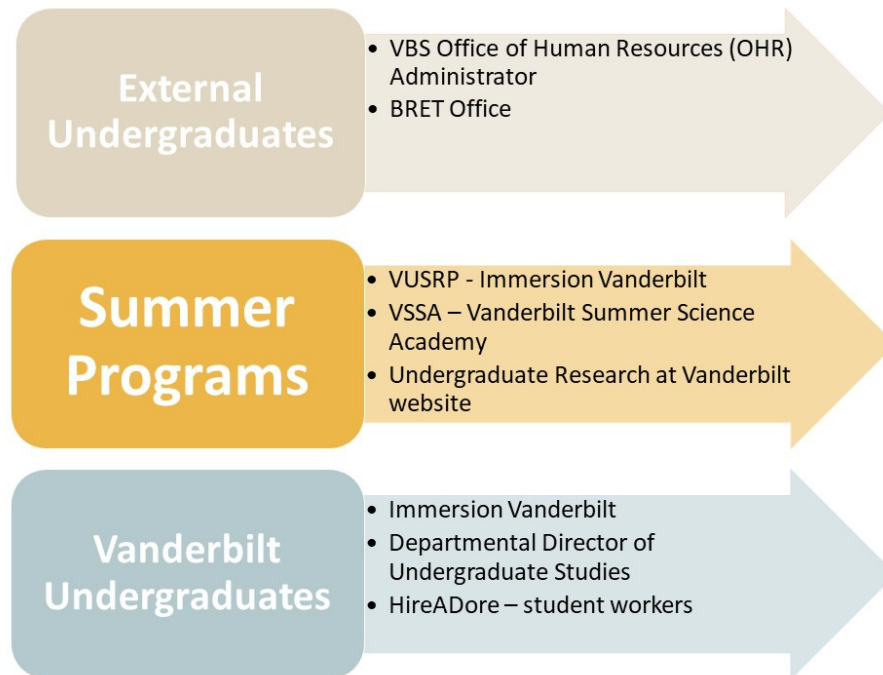 External
Undergraduates
• VBS Office of Human Resources (OHR)
Administrator
• BRET Office
Summer
Programs
• VUSRP - Immersion Vanderbilt
• VSSA – Vanderbilt Summer Science
Academy
• Undergraduate Research at Vanderbilt
website
Vanderbilt
Undergraduates
• Immersion Vanderbilt
• Departmental Director of
Undergraduate Studies
• HireADore – student workers